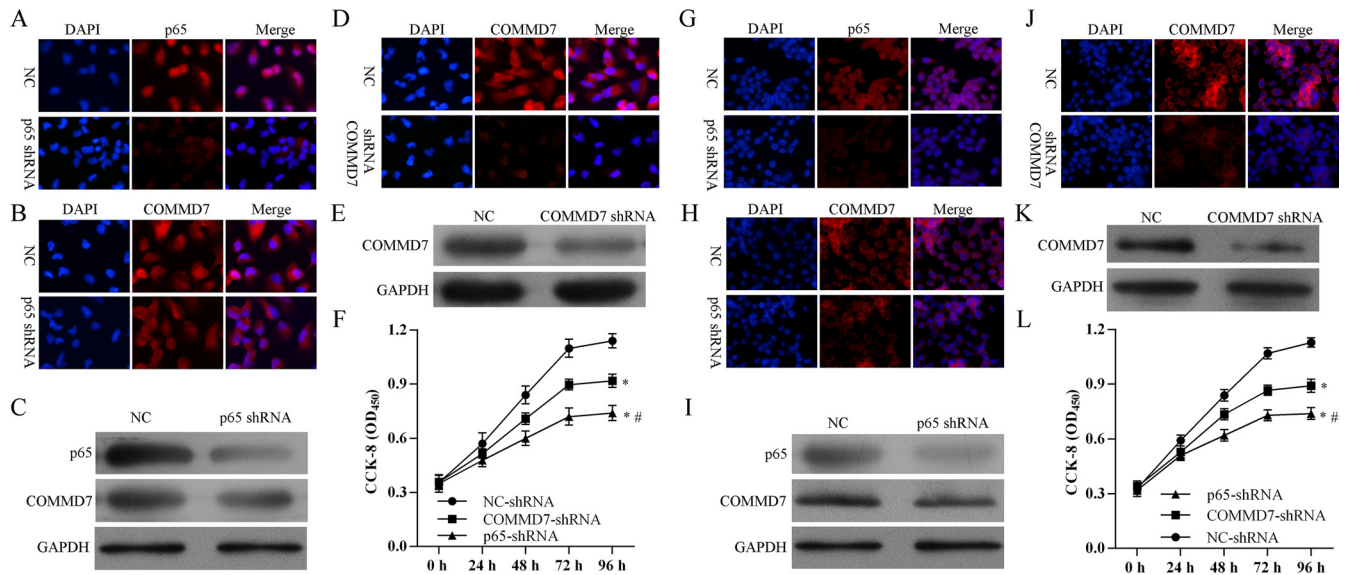 A
DAPI p65 Merge
NC
p65 shRNA
B
DAPI COMMD7 Merge
NC
p65 shRNA
C
NC p65 shRNA
p65
COMMD7
GAPDH
D
DAPI COMMD7 Merge
NC
shRNA
COMMD7
E
NC COMMD7 shRNA
COMMD7
GAPDH
F
CCK-8 (OD450)
1.2
0.9
0.6
0.3
0.0
*
* #
NC-shRNA
COMMD7-shRNA
p65-shRNA
0 h 24 h 48 h 72 h 96 h
G
DAPI p65 Merge
NC
p65 shRNA
H
DAPI COMMD7 Merge
NC
p65 shRNA
I
NC p65 shRNA
p65
COMMD7
GAPDH
J
DAPI COMMD7 Merge
NC
shRNA
COMMD7
K
NC COMMD7 shRNA
COMMD7
GAPDH
L
CCK-8 (OD450)
1.2
0.9
0.6
0.3
0.0
*
* #
p65-shRNA
COMMD7-shRNA
NC-shRNA
0 h 24 h 48 h 72 h 96 h